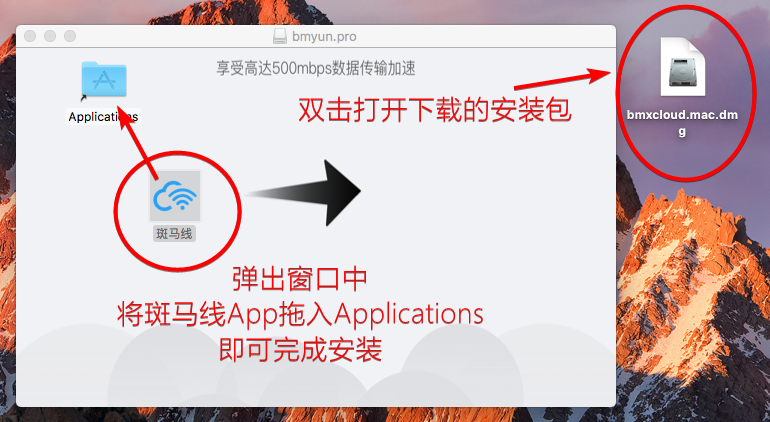 bmyun.pro
享受高达500mbps数据传输加速
Applications
双击打开下载的安装包
bmxcloud.mac.dm
g
斑马线
弹出窗口中
将斑马线App拖入Applications
即可完成安装